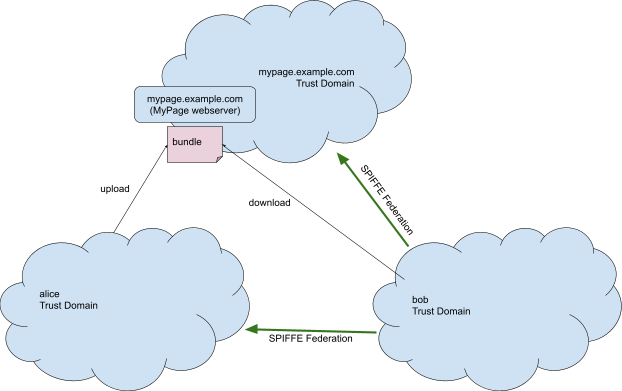 mypage.example.com
Trust Domain
mypage.example.com
(MyPage webserver)
bundle
upload
download
SPIFFE Federation
alice
Trust Domain
bob
Trust Domain
SPIFFE Federation